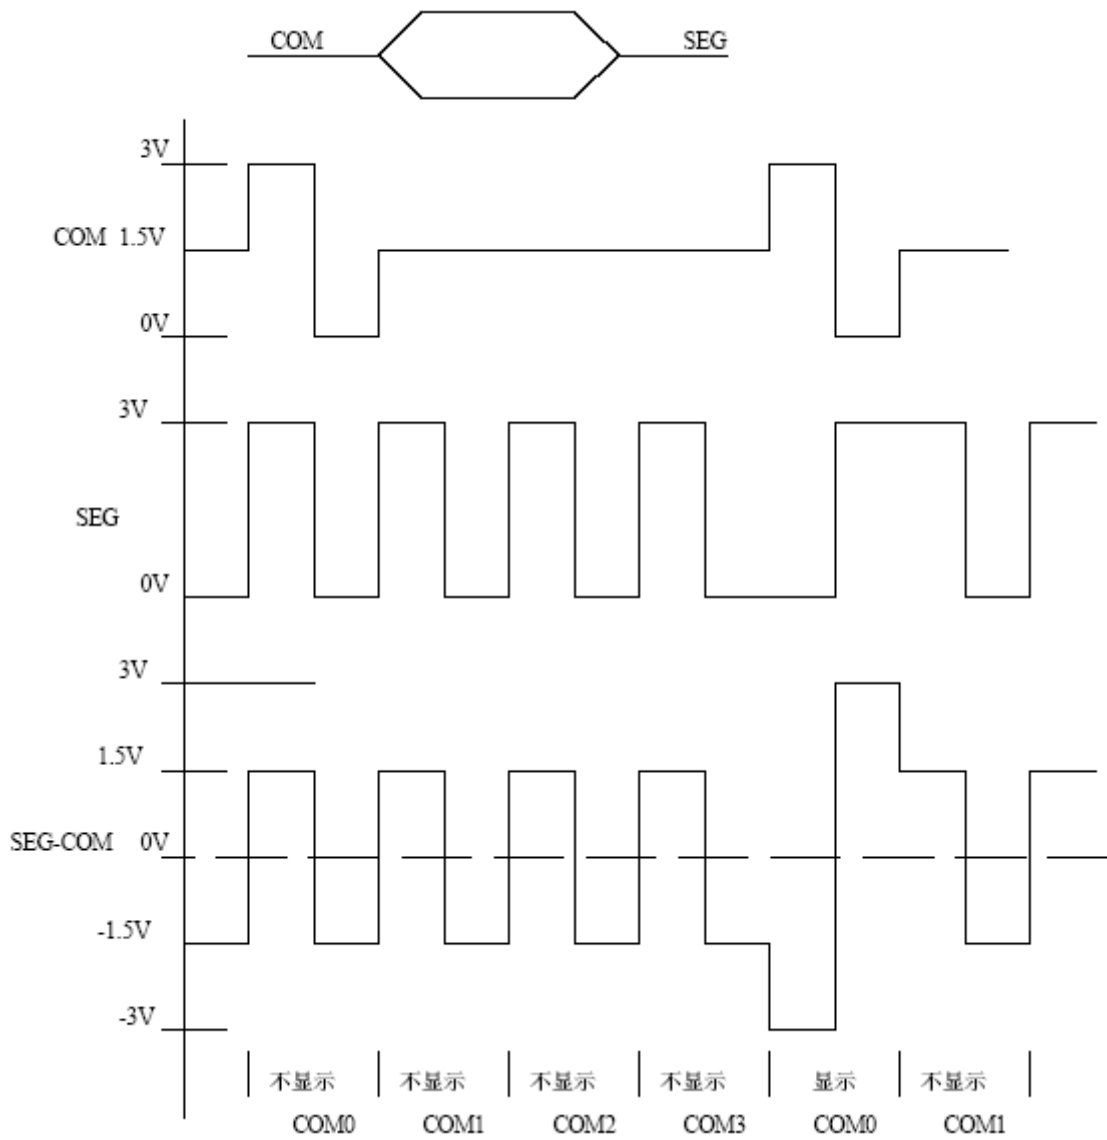 COM SEG
3V
COM 1.5V
0V
3V
SEG
0V
3V
1.5V
SEG-COM 0V
-1.5V
-3V
不显示 不显示 不显示 不显示 显示 不显示
COM0 COM1 COM2 COM3 COM0 COM1